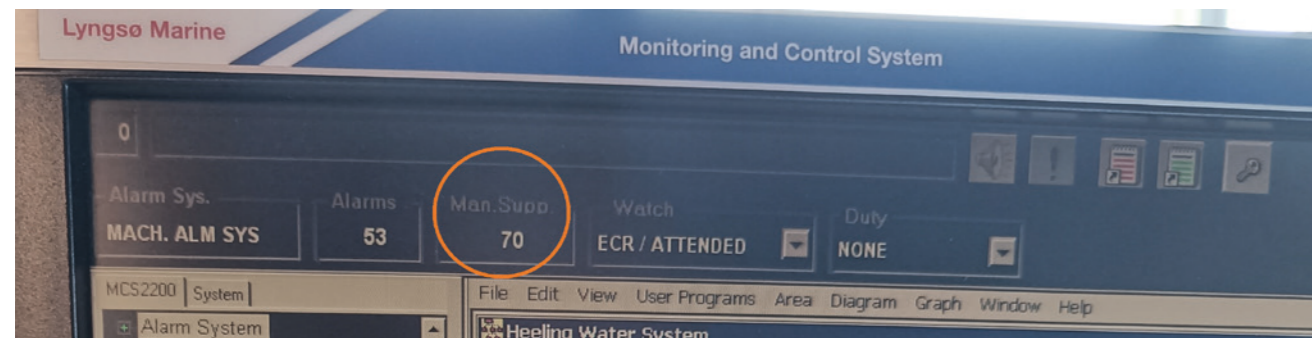 Lyngsø Marine
Monitoring and Control System
0
Alarm Sys. Alarms Man.Supp. Watch Duty
MACH. ALM SYS 53 70 ECR / ATTENDED NONE
MCS2200 System File Edit View User Programs Area Diagram Graph Window Help
Alarm System Heeling Water System